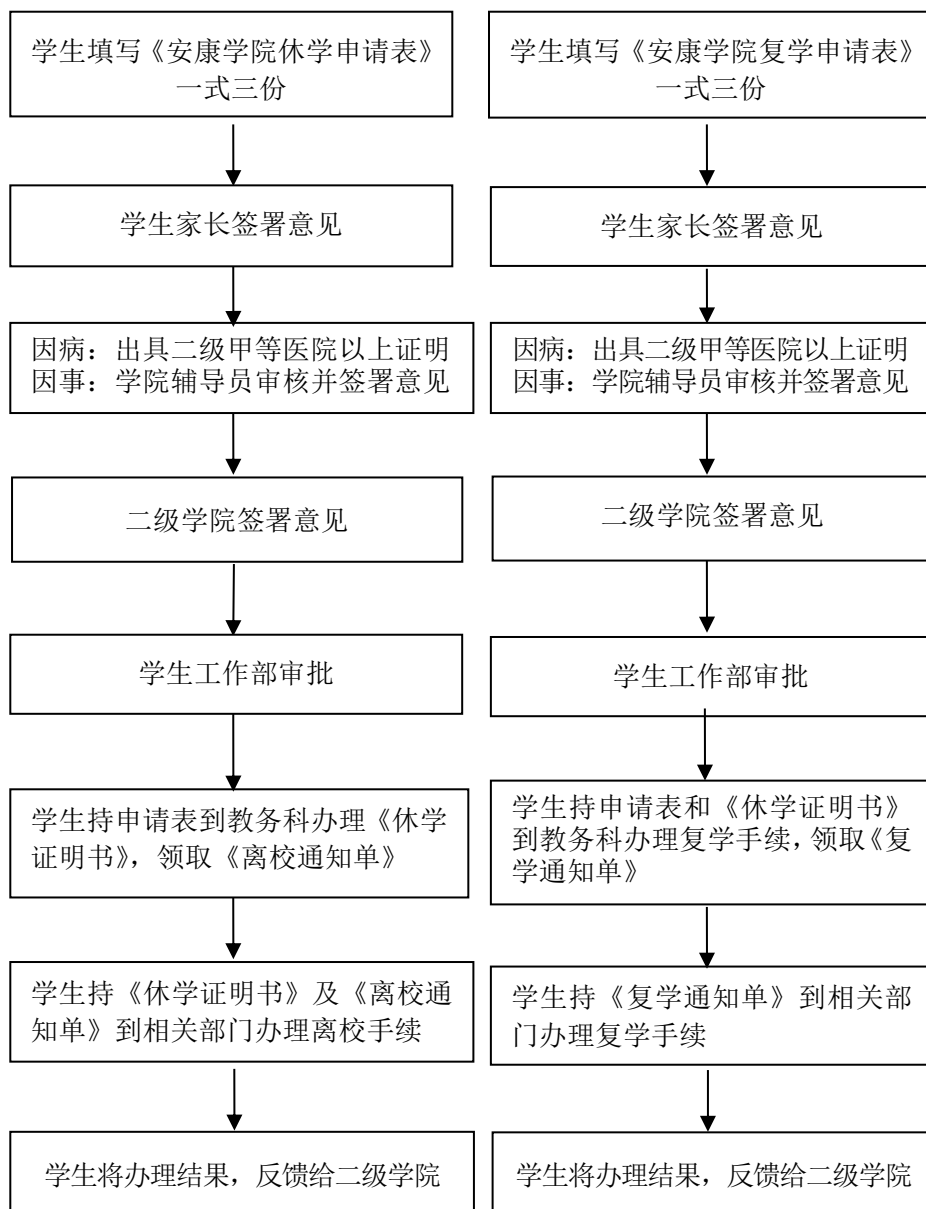 学生填写《安康学院休学申请表》
一式三份
学生家长签署意见
因病：出具二级甲等医院以上证明
因事：学院辅导员审核并签署意见
二级学院签署意见
学生工作部审批
学生持申请表到教务科办理《休学
证明书》，领取《离校通知单》
学生持《休学证明书》及《离校通
知单》到相关部门办理离校手续
学生将办理结果，反馈给二级学院
学生填写《安康学院复学申请表》
一式三份
学生家长签署意见
因病：出具二级甲等医院以上证明
因事：学院辅导员审核并签署意见
二级学院签署意见
学生工作部审批
学生持申请表和《休学证明书》
到教务科办理复学手续，领取《复
学通知单》
学生持《复学通知单》到相关部
门办理复学手续
学生将办理结果，反馈给二级学院